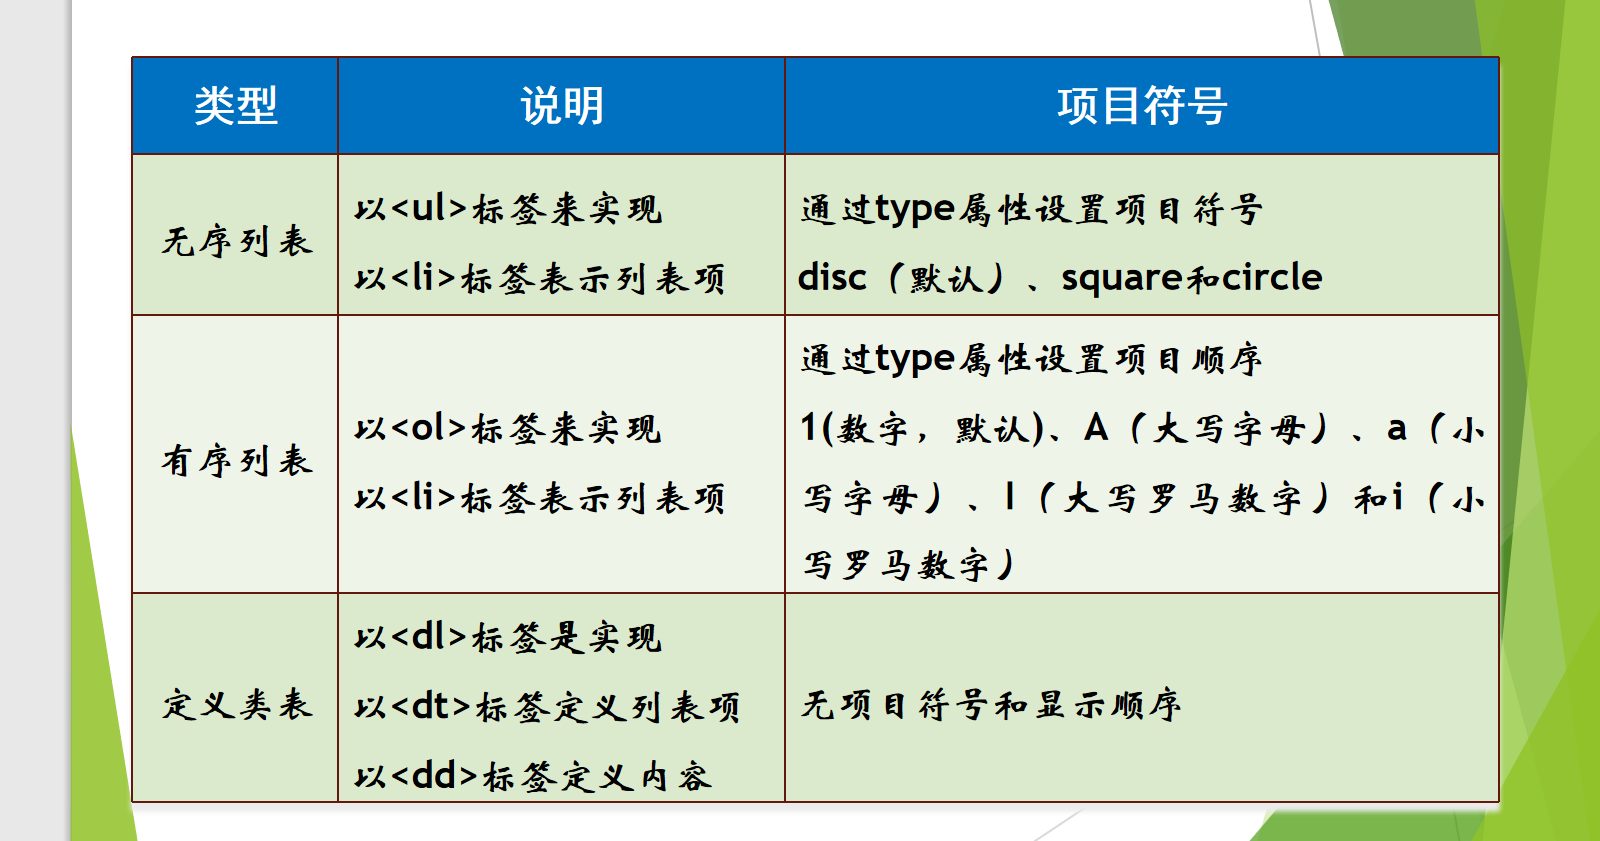 类型
说明
项目符号
无序列表
以<ul>标签来实现
以<li>标签表示列表项
通过type属性设置项目符号
disc（默认）、square和circle
有序列表
以<ol>标签来实现
以<li>标签表示列表项
通过type属性设置项目顺序
1(数字，默认)、A（大写字母）、a（小
写字母）、I（大写罗马数字）和i（小
写罗马数字）
定义类表
以<dl>标签是实现
以<dt>标签定义列表项
以<dd>标签定义内容
无项目符号和显示顺序